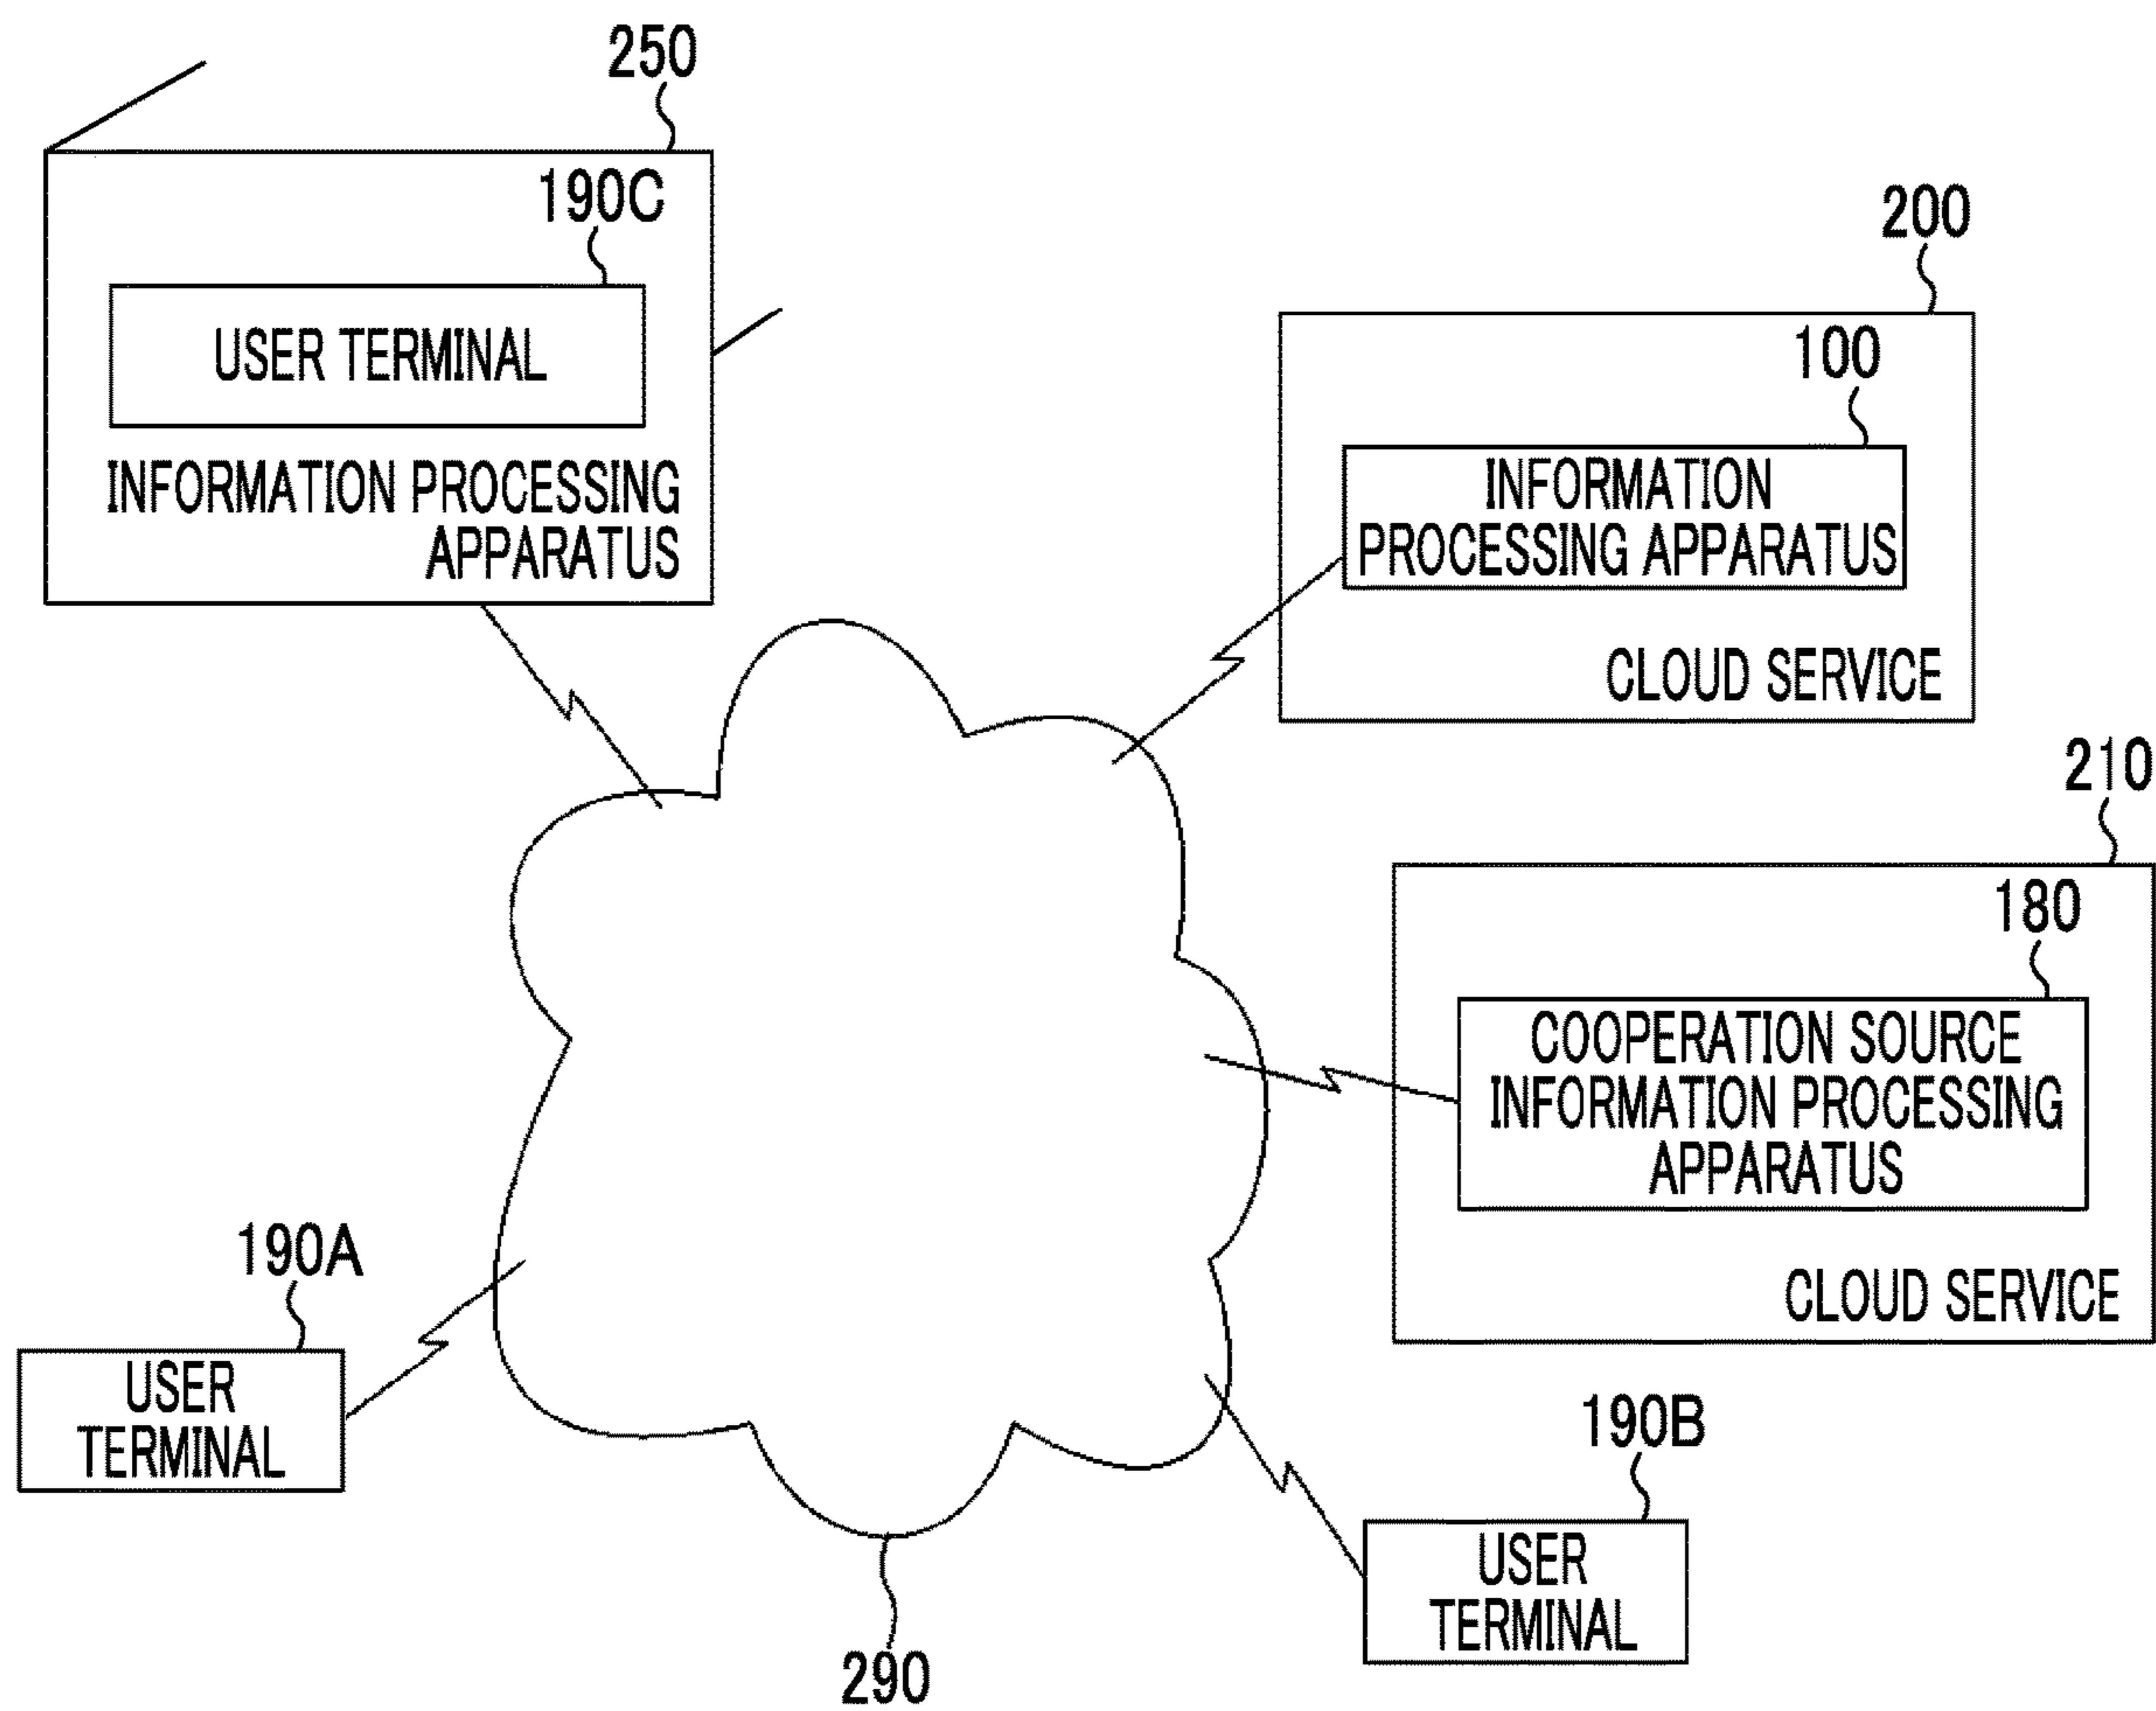 250
190C
USER TERMINAL
INFORMATION PROCESSING
APPARATUS
200
100
INFORMATION
PROCESSING APPARATUS
CLOUD SERVICE
210
180
COOPERATION SOURCE
INFORMATION PROCESSING
APPARATUS
CLOUD SERVICE
190A
USER
TERMINAL
190B
USER
TERMINAL
290